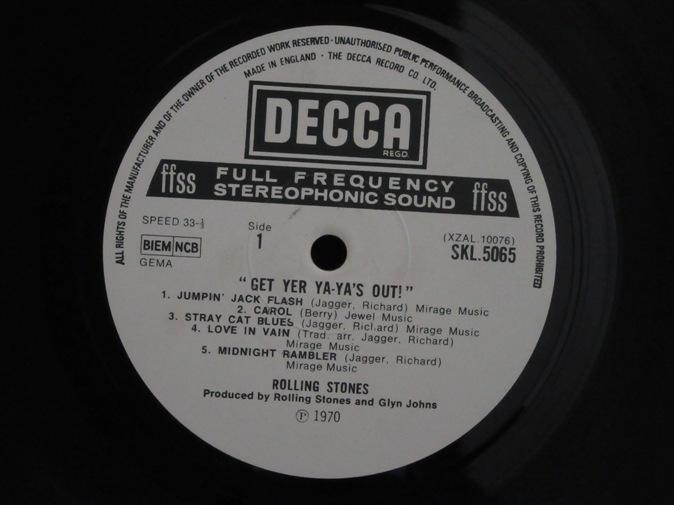 ALL RIGHTS OF THE MANUFACTURER AND OF THE OWNER OF THE RECORDED WORK RESERVED · UNAUTHORISED PUBLIC PERFORMANCE BROADCASTING AND COPYING OF THIS RECORD PROHIBITED
MADE IN ENGLAND · THE DECCA RECORD CO. LTD.
DECCA
REGD.
ffss FULL FREQUENCY ffss
STEREOPHONIC SOUND
SPEED 33-⅓
Side
1
(XZAL.10076)
SKL.5065
BIEM NCB
GEMA
“GET YER YA-YA'S OUT!”
1. JUMPIN' JACK FLASH (Jagger, Richard) Mirage Music
2. CAROL (Berry) Jewel Music
3. STRAY CAT BLUES (Jagger, Richard) Mirage Music
4. LOVE IN VAIN (Trad. arr. Jagger, Richard)
Mirage Music
5. MIDNIGHT RAMBLER (Jagger, Richard)
Mirage Music
ROLLING STONES
Produced by Rolling Stones and Glyn Johns
℗ 1970